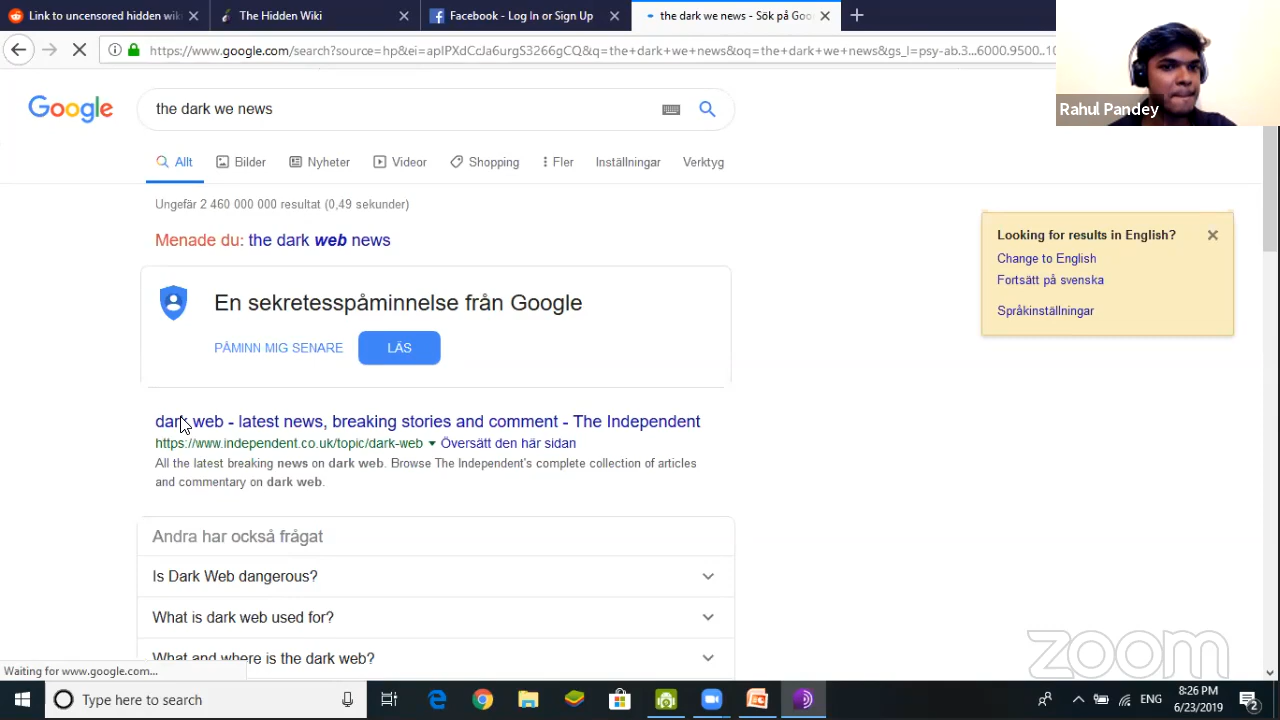 Link to uncensored hidden wiki
The Hidden Wiki
Facebook - Log In or Sign Up
the dark we news - Sök på Goo
https://www.google.com/search?source=hp&ei=
q=the+dark+we+news&oq=the+dark+we+news&gs_l=psy-ab.3...6000.9500..
Rahul Pandey
Google
the dark we news
Allt
Bilder
Nyheter
Videor
Shopping
Fler
Inställningar
Verktyg
Ungefär 2 460 000 000 resultat (0,49 sekunder)
Menade du: the dark web news
Looking for results in English?
Change to English
Fortsätt på svenska
Språkinställningar
En sekretesspåminnelse från Google
PÅMINN MIG SENARE
LÄS
dark web - latest news, breaking stories and comment - The Independent
https://www.independent.co.uk/topic/dark-web Översätt den här sidan
All the latest breaking news on dark web. Browse The Independent's complete collection of articles
and commentary on dark web.
Andra har också frågat
Is Dark Web dangerous?
What is dark web used for?
What and where is the dark web?
zoom
Waiting for www.google.com...
Type here to search
ENG
8:26 PM
6/23/2019
2